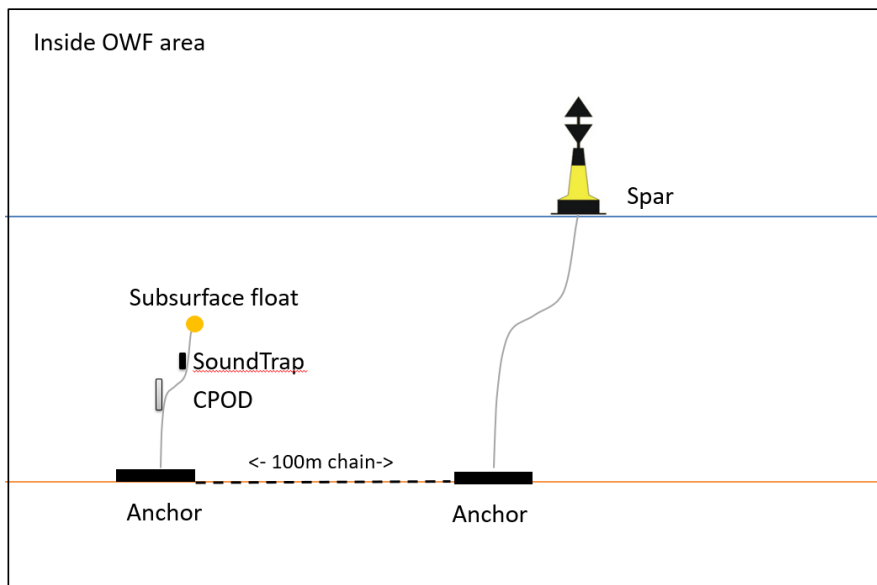 Inside OWF area
Spar
Subsurface float
SoundTrap
CPOD
<- 100m chain->
Anchor
Anchor